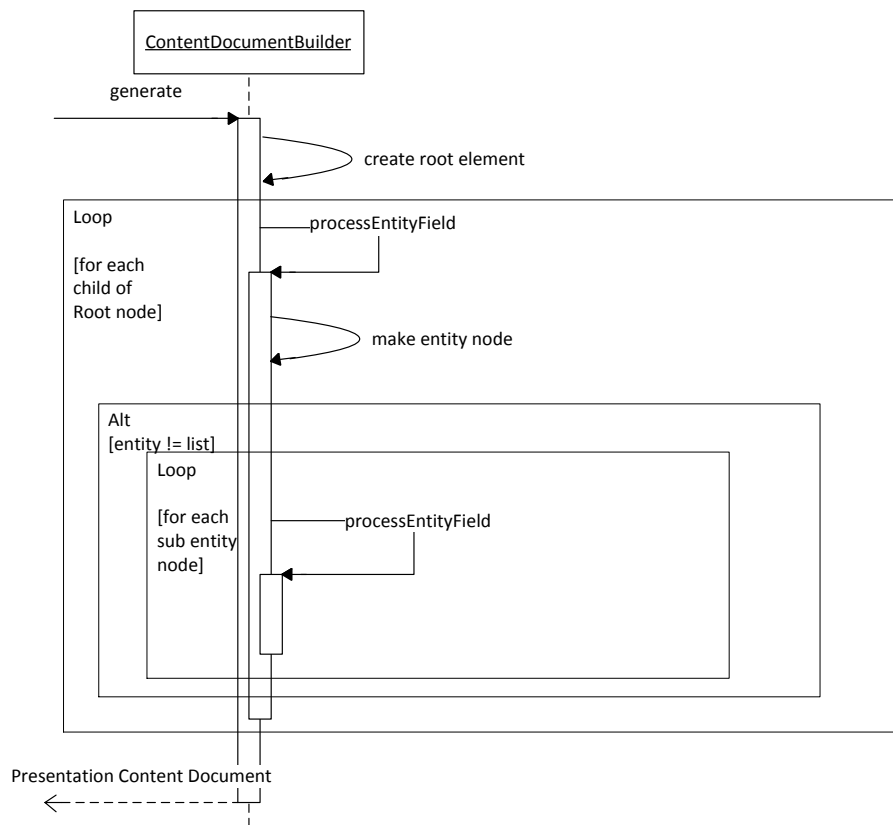 ContentDocumentBuilder
generate
create root element
Loop
processEntityField
[for each
child of
Root node]
make entity node
Alt
[entity != list]
Loop
[for each
sub entity
node]
processEntityField
Presentation Content Document